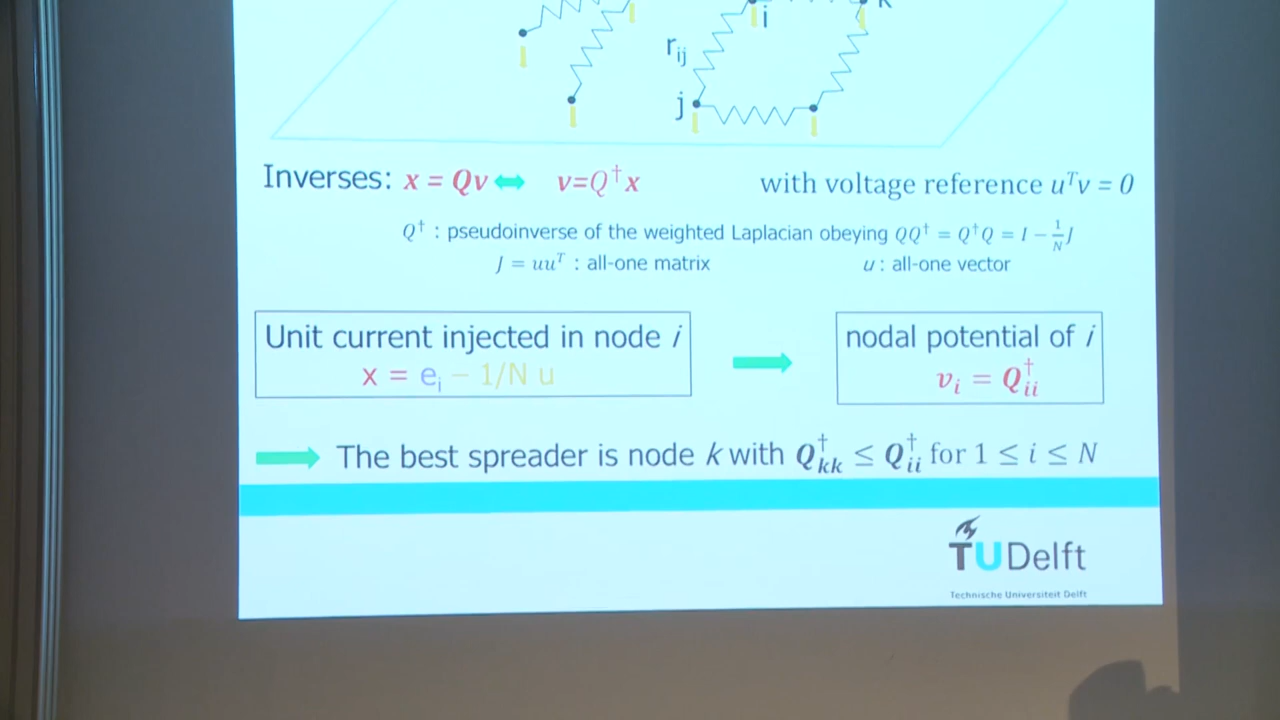 i
k
r_ij
j
Inverses: x = Qv ⬌ v=Q†x with voltage reference uᵀv = 0
Q† : pseudoinverse of the weighted Laplacian obeying QQ† = Q†Q = I − 1/N J
J = uuᵀ : all-one matrix u : all-one vector
Unit current injected in node i
x = e_i − 1/N u
nodal potential of i
v_i = Q†_ii
The best spreader is node k with Q†_kk ≤ Q†_ii for 1 ≤ i ≤ N
TUDelft
Technische Universiteit Delft